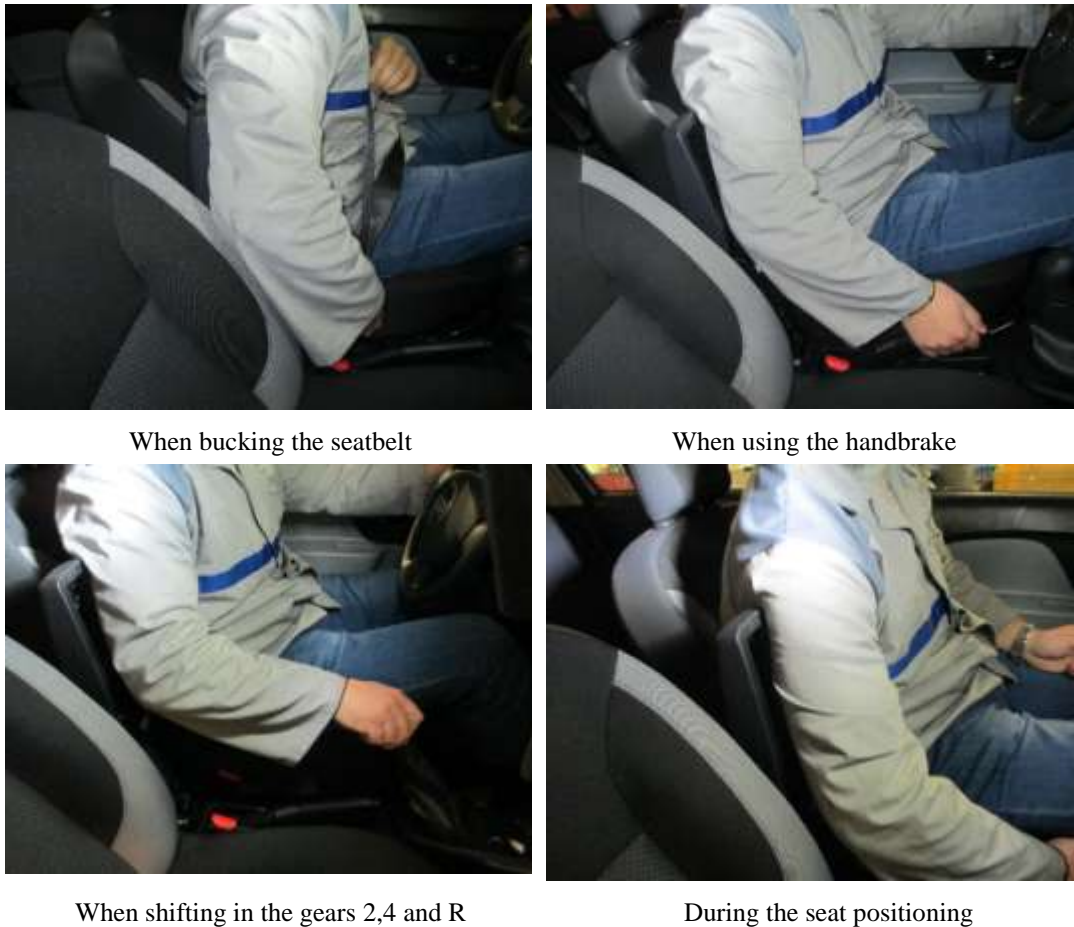 When bucking the seatbelt
When using the handbrake
When shifting in the gears 2,4 and R
During the seat positioning